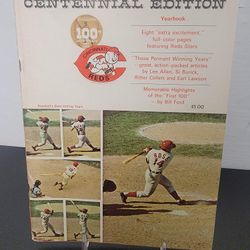 CENTENNIAL EDITION
Yearbook
100
CINCINNATI
REDS
Eight "extra excitement,"
full-color pages
featuring Reds Stars
"Those Pennant Winning Years"
- great, action-packed articles
by Lee Allen, Si Burick,
Ritter Collett and Earl Lawson
Memorable Highlights
of the "First 100"
- by Bill Ford
$1.00
14